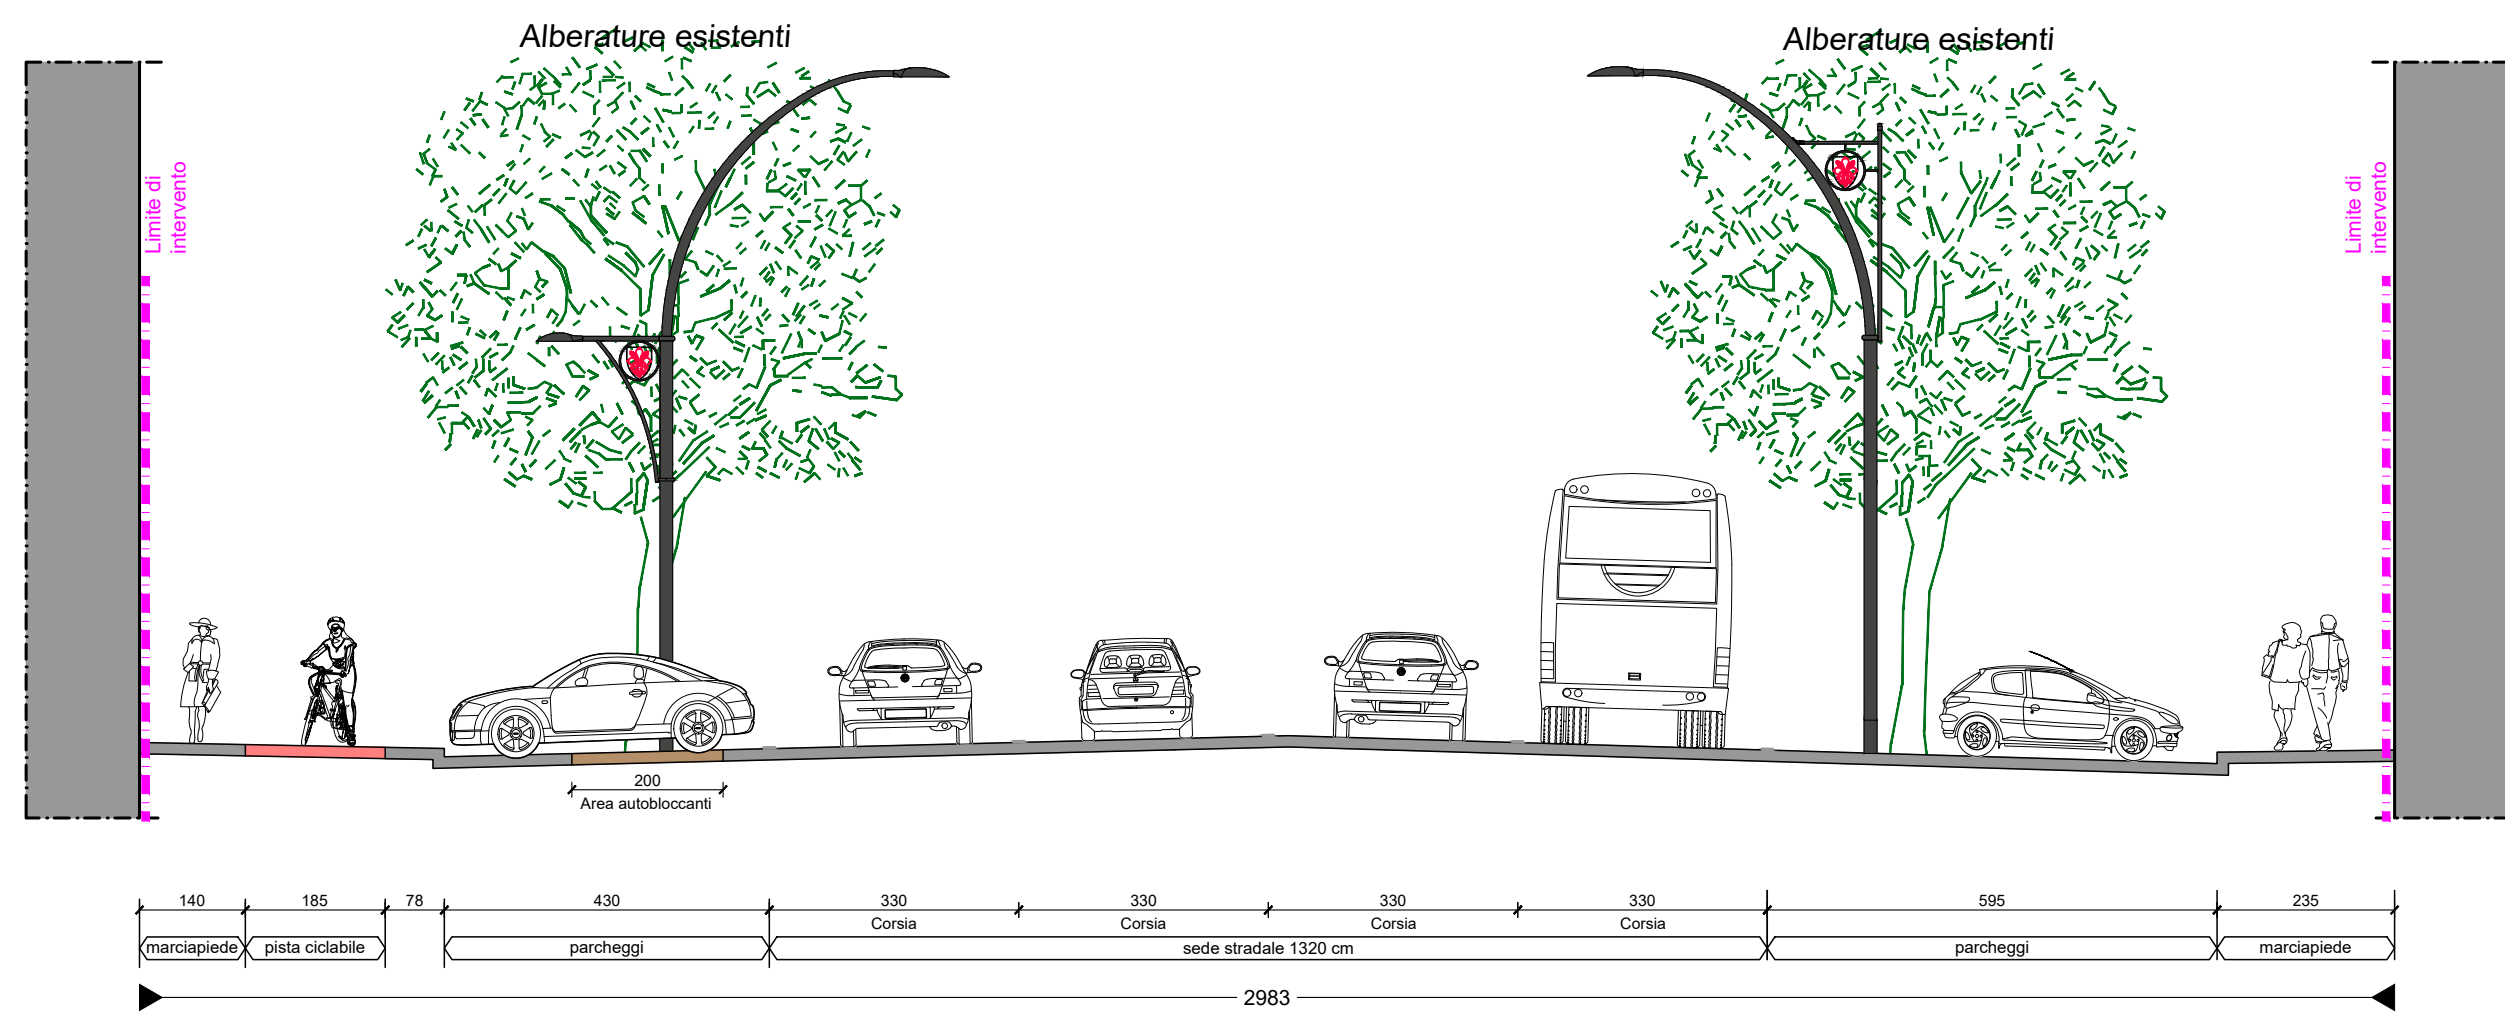 Alberature esistenti
Alberature esistenti
Limite di
intervento
Limite di
intervento
200
Area autobloccanti
140
185
78
430
330
330
330
330
595
235
Corsia
Corsia
Corsia
Corsia
marciapiede
pista ciclabile
parcheggi
sede stradale 1320 cm
parcheggi
marciapiede
2983